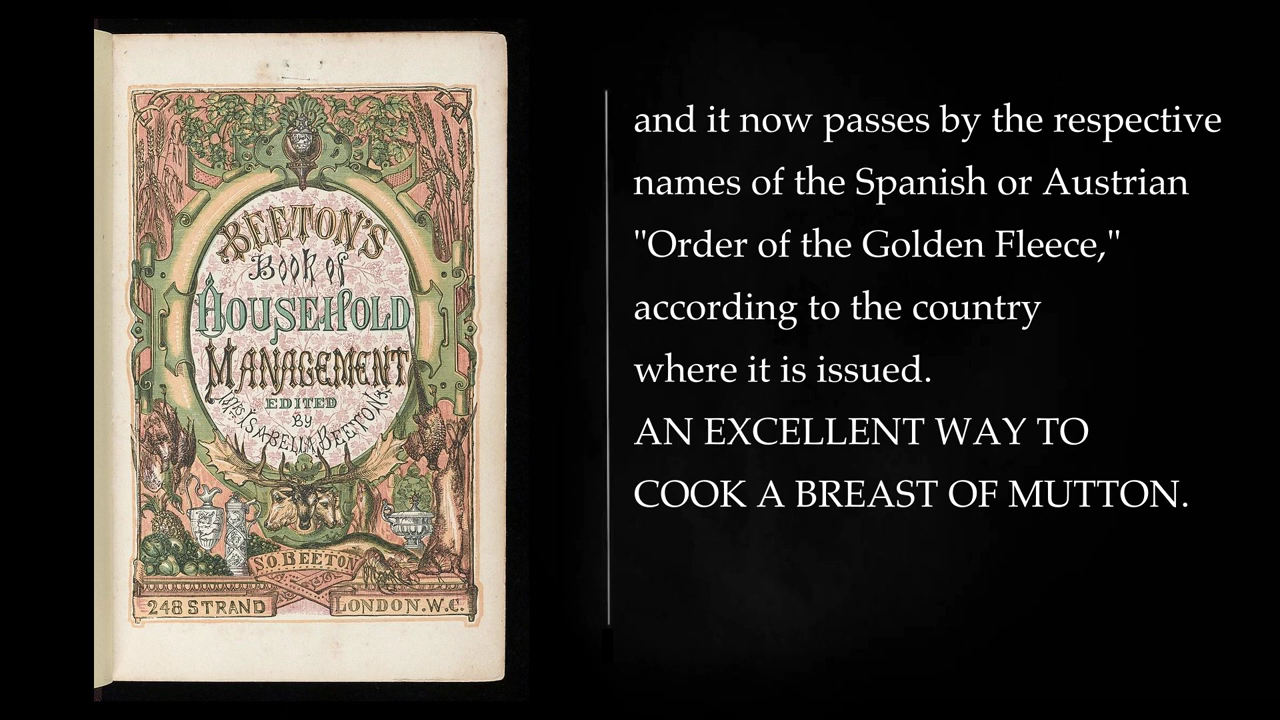 BEETON'S
Book of
HOUSEHOLD
MANAGEMENT
EDITED
BY
MRS ISABELLA BEETON
S.O. BEETON
248 STRAND
LONDON. W.C.
and it now passes by the respective
names of the Spanish or Austrian
"Order of the Golden Fleece,"
according to the country
where it is issued.
AN EXCELLENT WAY TO
COOK A BREAST OF MUTTON.